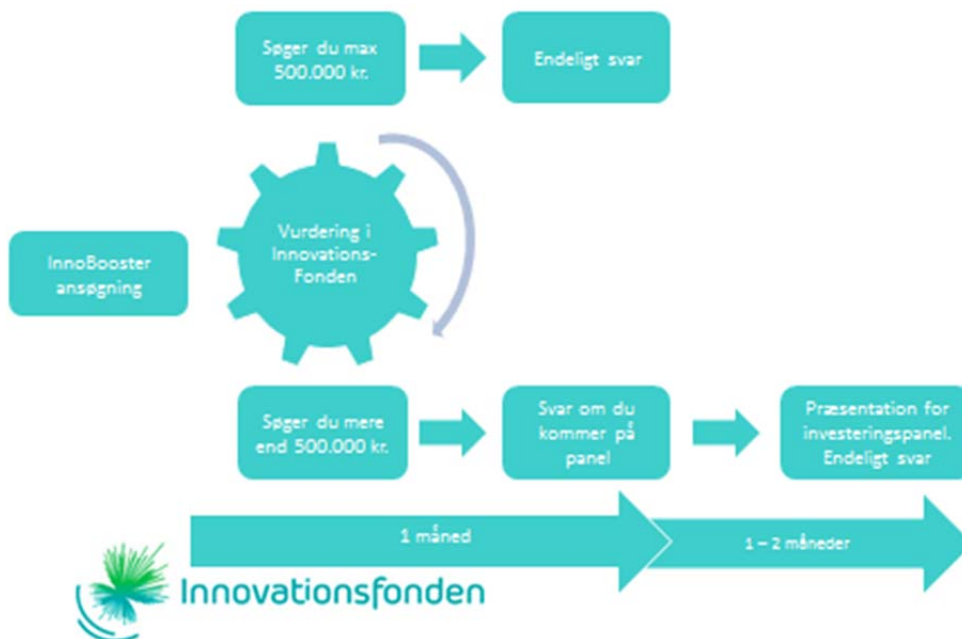 Søger du max
500.000 kr.
Endeligt svar
InnoBooster
ansøgning
Vurdering i
Innovations-
Fonden
Søger du mere
end 500.000 kr.
Svar om du
kommer på
panel
Præsentation for
investeringspanel.
Endeligt svar
1 måned
1 – 2 måneder
Innovationsfonden